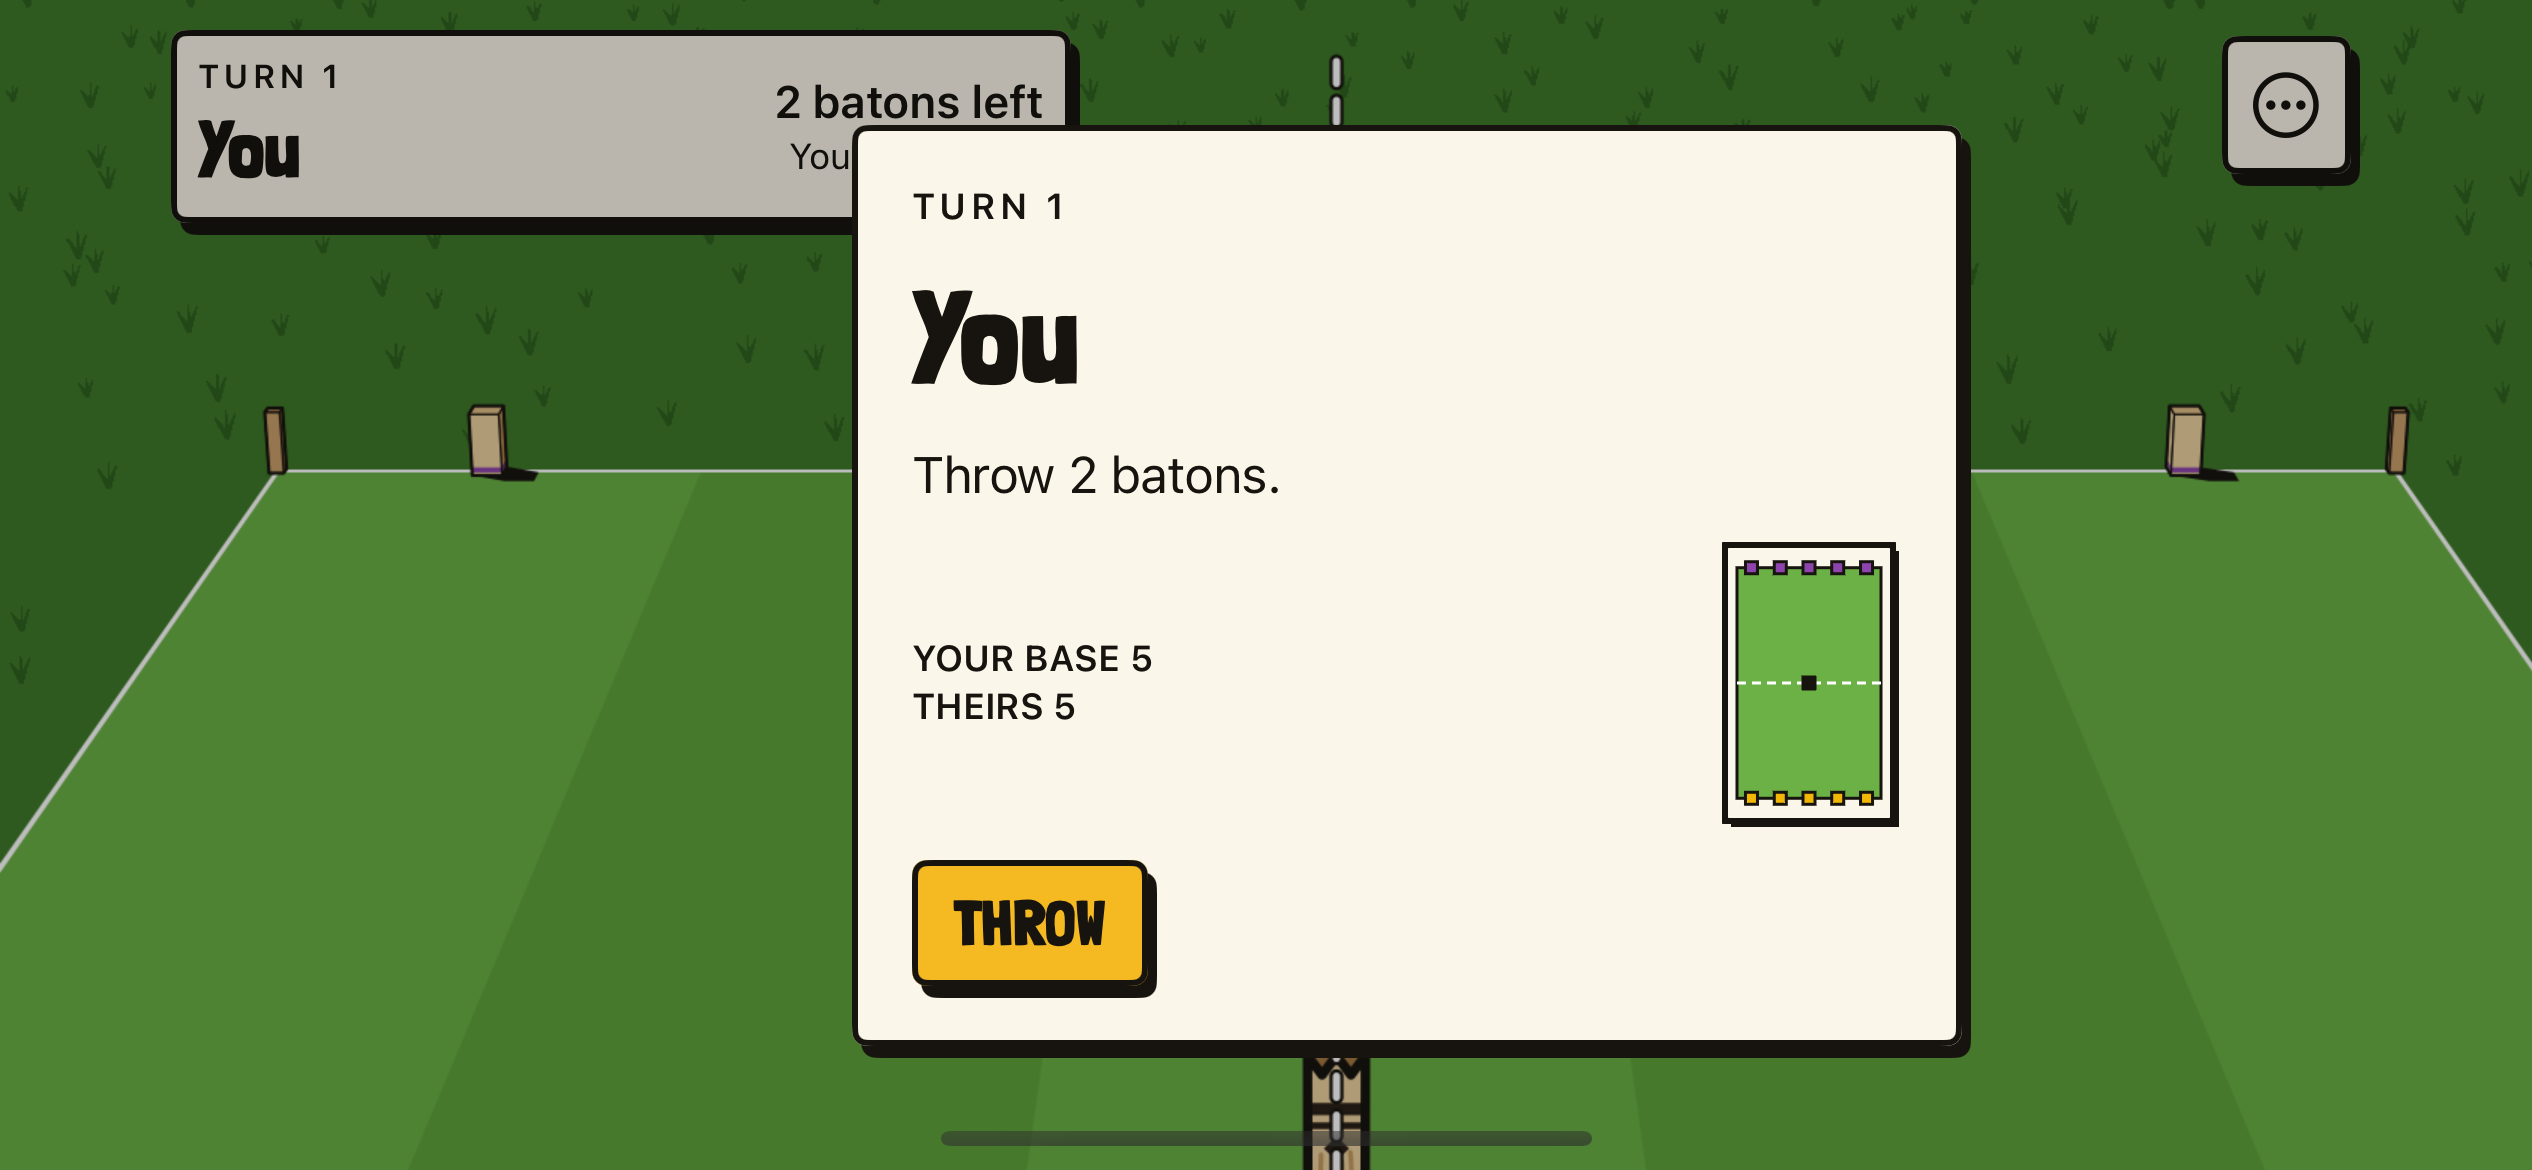 TURN 1
You
2 batons left
You
TURN 1
You
Throw 2 batons.
YOUR BASE 5
THEIRS 5
THROW